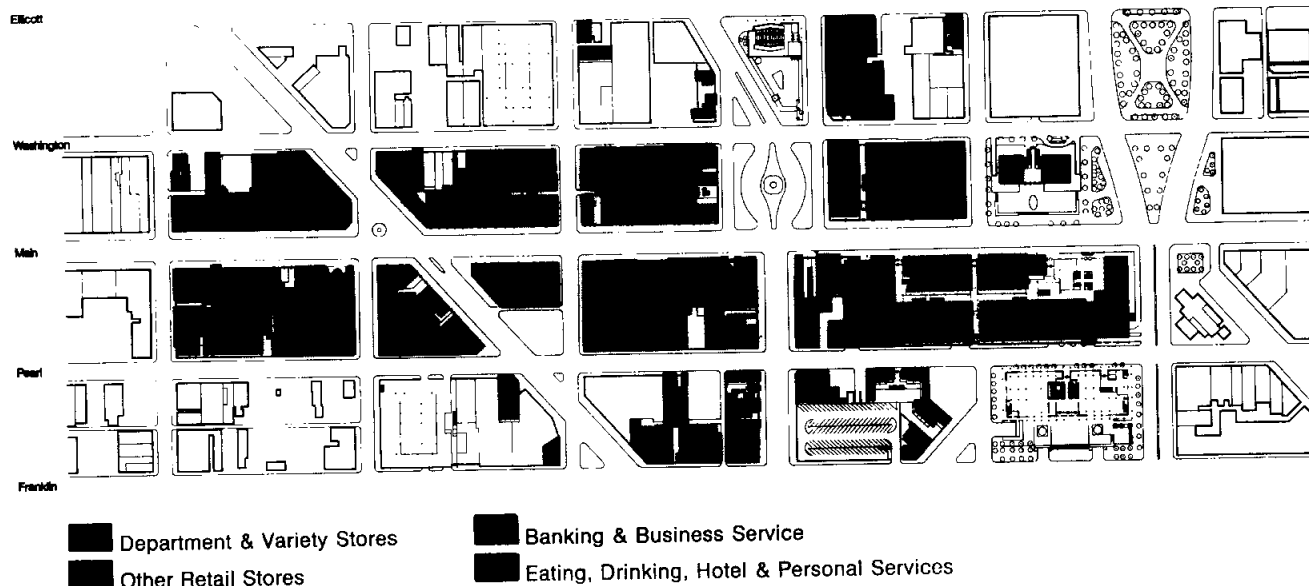 Ellicott
Washington
Main
Pearl
Franklin
Department & Variety Stores
Other Retail Stores
Banking & Business Service
Eating, Drinking, Hotel & Personal Services